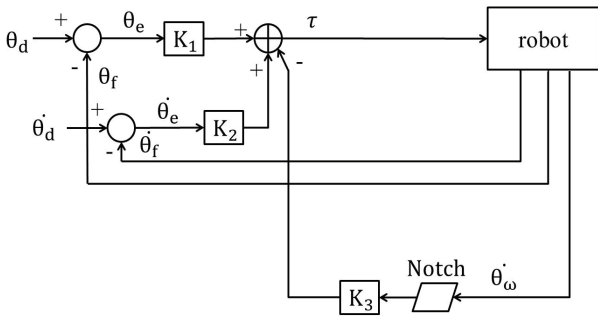 θd + θe K1 + τ robot
- θf - +
θ̇d + θ̇e K2
- θ̇f
Notch
K3 θ̇ω